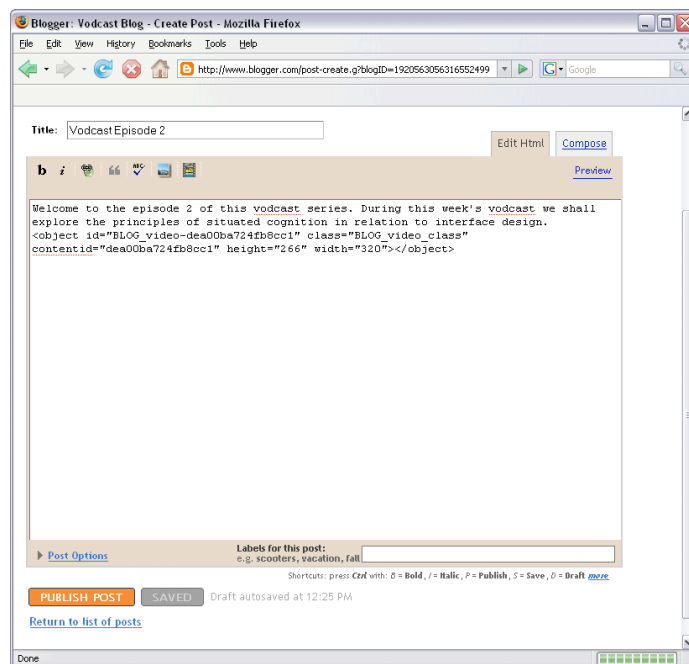 Blogger: Vodcast Blog - Create Post - Mozilla Firefox
File Edit View History Bookmarks Tools Help
http://www.blogger.com/post-create.g?blogID=1920563056316552499 G Google
Title: Vodcast Episode 2
Edit Html Compose
b i ABC Preview
Welcome to the episode 2 of this vodcast series. During this week's vodcast we shall
explore the principles of situated cognition in relation to interface design.
<object id="BLOG_video-dea00ba724fb8cc1" class="BLOG_video_class"
contentid="dea00ba724fb8cc1" height="266" width="320"></object>
Post Options
Labels for this post:
e.g. scooters, vacation, fall
Shortcuts: press Ctrl with: B = Bold, I = Italic, P = Publish, S = Save, D = Draft more
PUBLISH POST SAVED Draft autosaved at 12:25 PM
Return to list of posts
Done